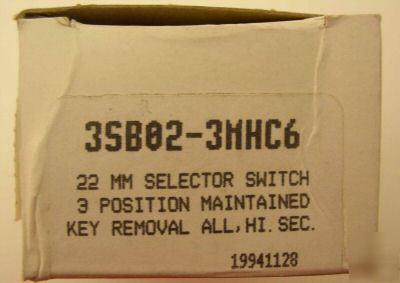 3SB02-3MHC6
22 MM SELECTOR SWITCH
3 POSITION MAINTAINED
KEY REMOVAL ALL, HI. SEC.
19941128